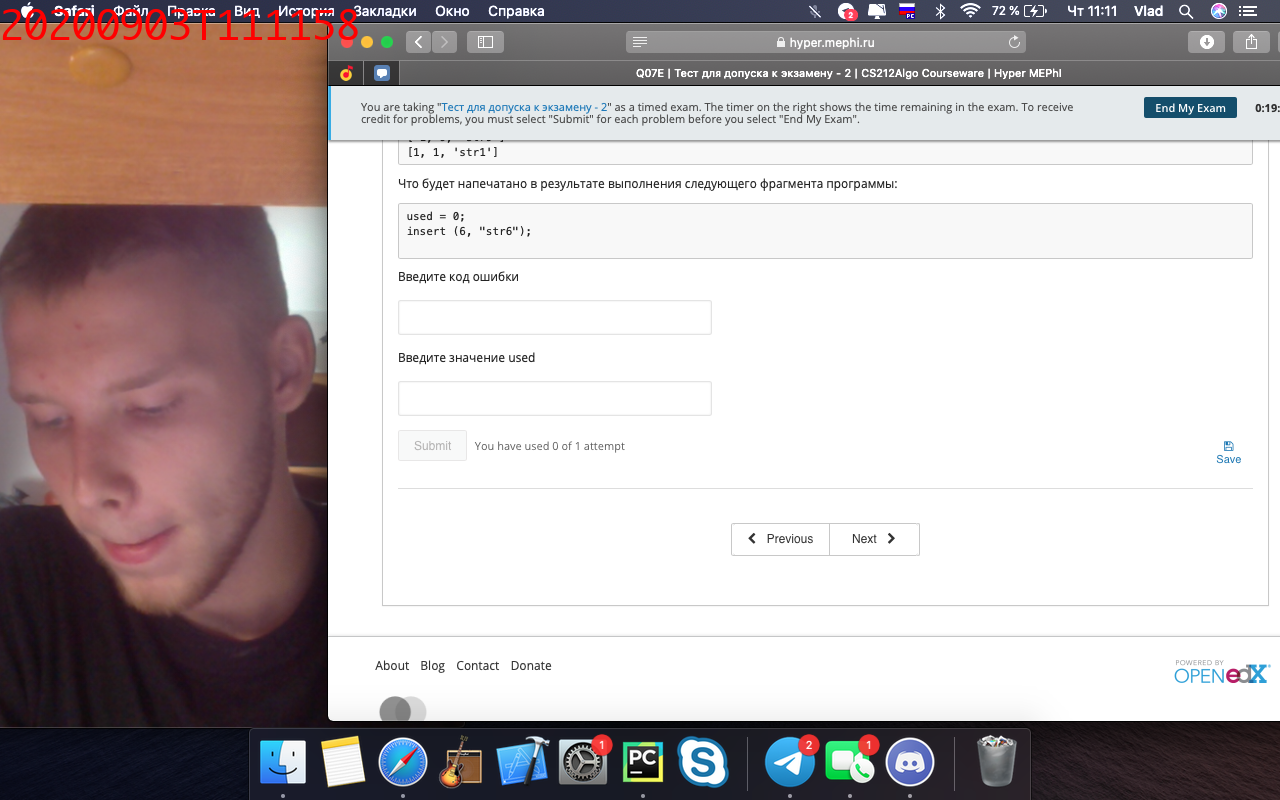 20200903T111158
Safari Файл Правка Вид История Закладки Окно Справка 2 РС 72 % Чт 11:11 Vlad
hyper.mephi.ru
Q07E | Тест для допуска к экзамену - 2 | CS212Algo Courseware | Hyper MEPhI
You are taking "Тест для допуска к экзамену - 2" as a timed exam. The timer on the right shows the time remaining in the exam. To receive
credit for problems, you must select "Submit" for each problem before you select "End My Exam".
End My Exam
0:19:
[1, 1, 'str1']
Что будет напечатано в результате выполнения следующего фрагмента программы:
used = 0;
insert (6, "str6");
Введите код ошибки
Введите значение used
Submit You have used 0 of 1 attempt
Save
Previous Next
About Blog Contact Donate
POWERED BY
OPEN edX
1 PC 2 1